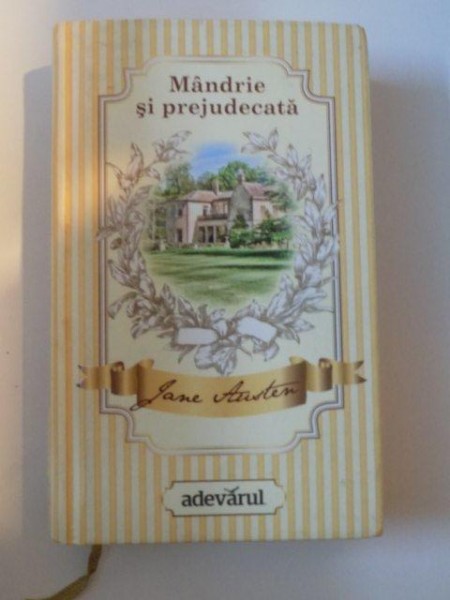 Mândrie
și prejudecată
Jane Austen
adevărul